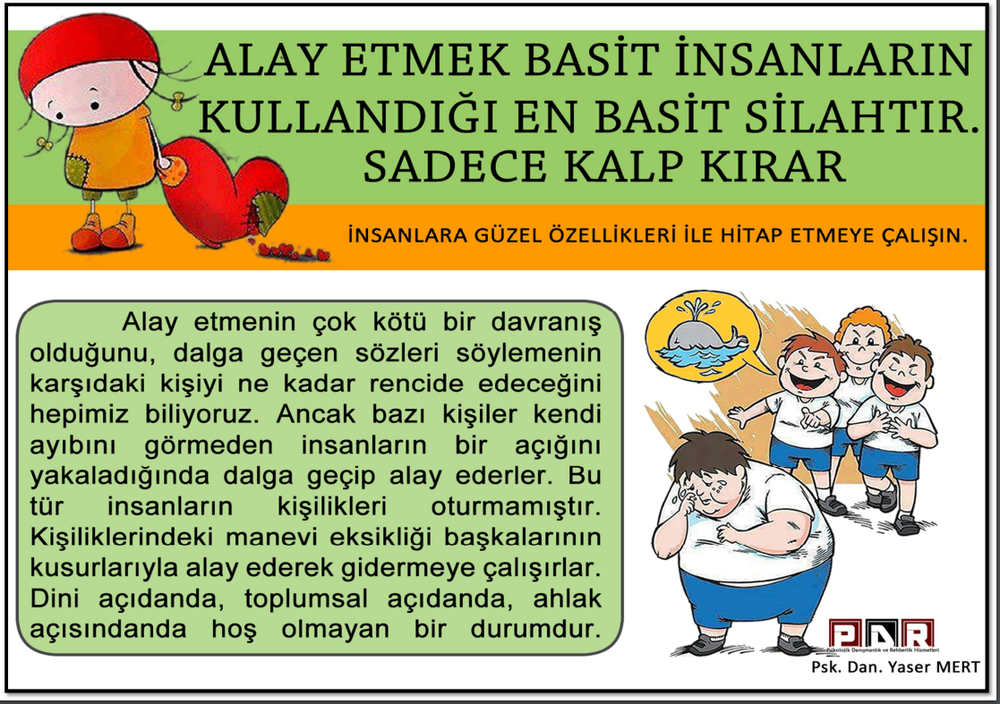 ALAY ETMEK BASİT İNSANLARIN
KULLANDIĞI EN BASİT SİLAHTIR.
SADECE KALP KIRAR
İNSANLARA GÜZEL ÖZELLİKLERİ İLE HİTAP ETMEYE ÇALIŞIN.
Alay etmenin çok kötü bir davranış
olduğunu, dalga geçen sözleri söylemenin
karşıdaki kişiyi ne kadar rencide edeceğini
hepimiz biliyoruz. Ancak bazı kişiler kendi
ayıbını görmeden insanların bir açığını
yakaladığında dalga geçip alay ederler. Bu
tür insanların kişilikleri oturmamıştır.
Kişiliklerindeki manevi eksikliği başkalarının
kusurlarıyla alay ederek gidermeye çalışırlar.
Dini açıdanda, toplumsal açıdanda, ahlak
açısındanda hoş olmayan bir durumdur.
PDR
Psikolojik Danışmanlık ve Rehberlik Hizmetleri
Psk. Dan. Yaser MERT